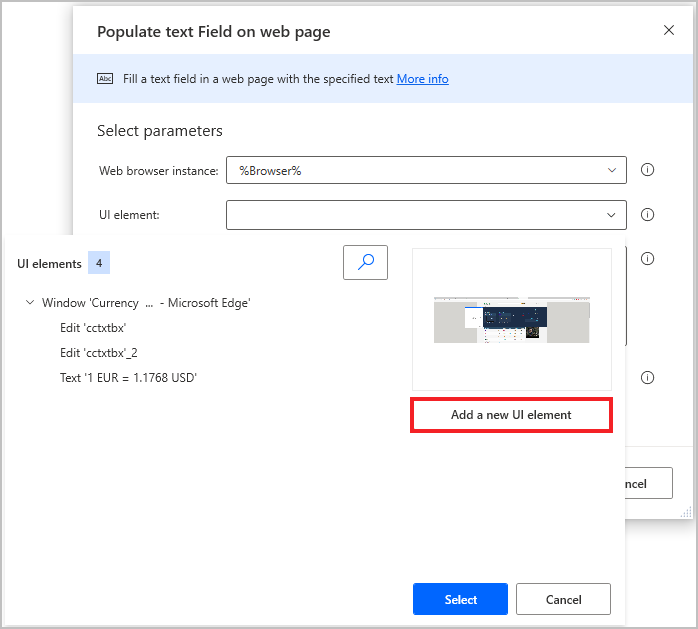 Populate text Field on web page
Abc Fill a text field in a web page with the specified text More info
Select parameters
Web browser instance: %Browser%
UI element:
UI elements 4
Window 'Currency ... - Microsoft Edge'
Edit 'cctxtbx'
Edit 'cctxtbx'_2
Text '1 EUR = 1.1768 USD'
Add a new UI element
ncel
Select Cancel